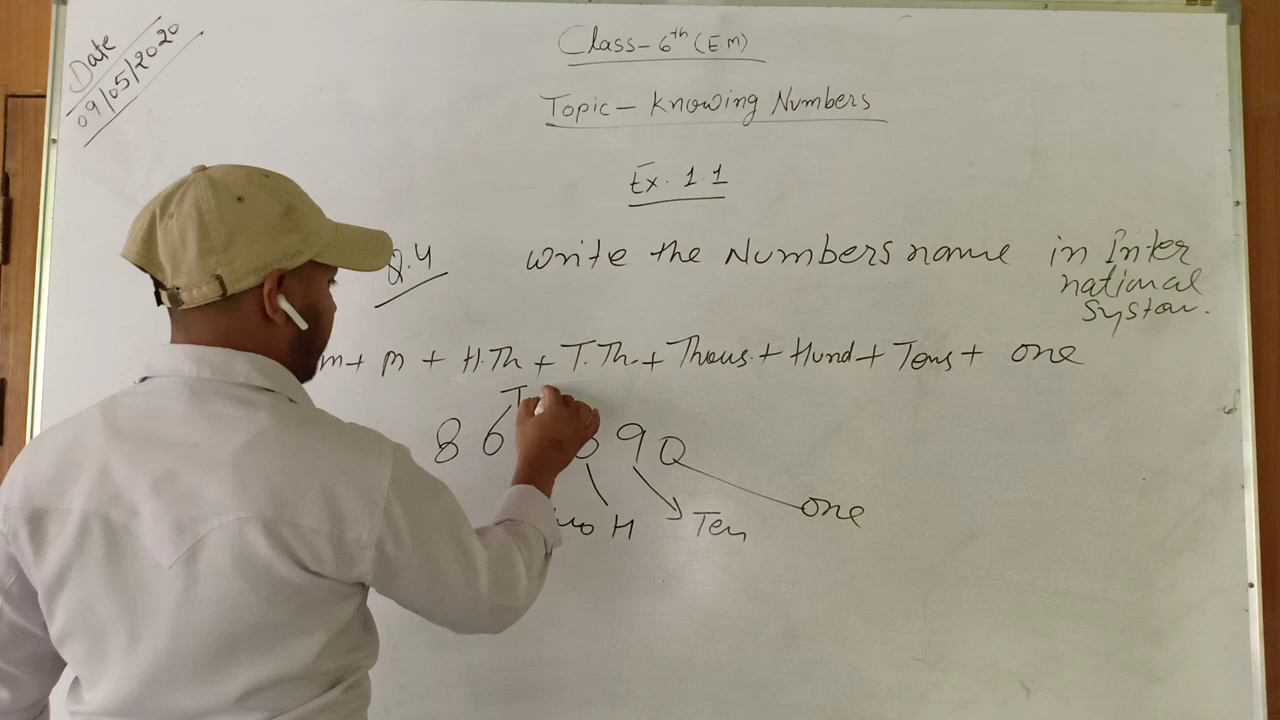 Date
09/05/2020
Class-6th (EM)
Topic - Knowing Numbers
Ex. 1.1
Q.4 write the Numbers name in Inter
national
Systom.
m + m + H.Th + T.Th. + Thous. + Hund + Tens + one
T
8 6 9 0
H Ten one